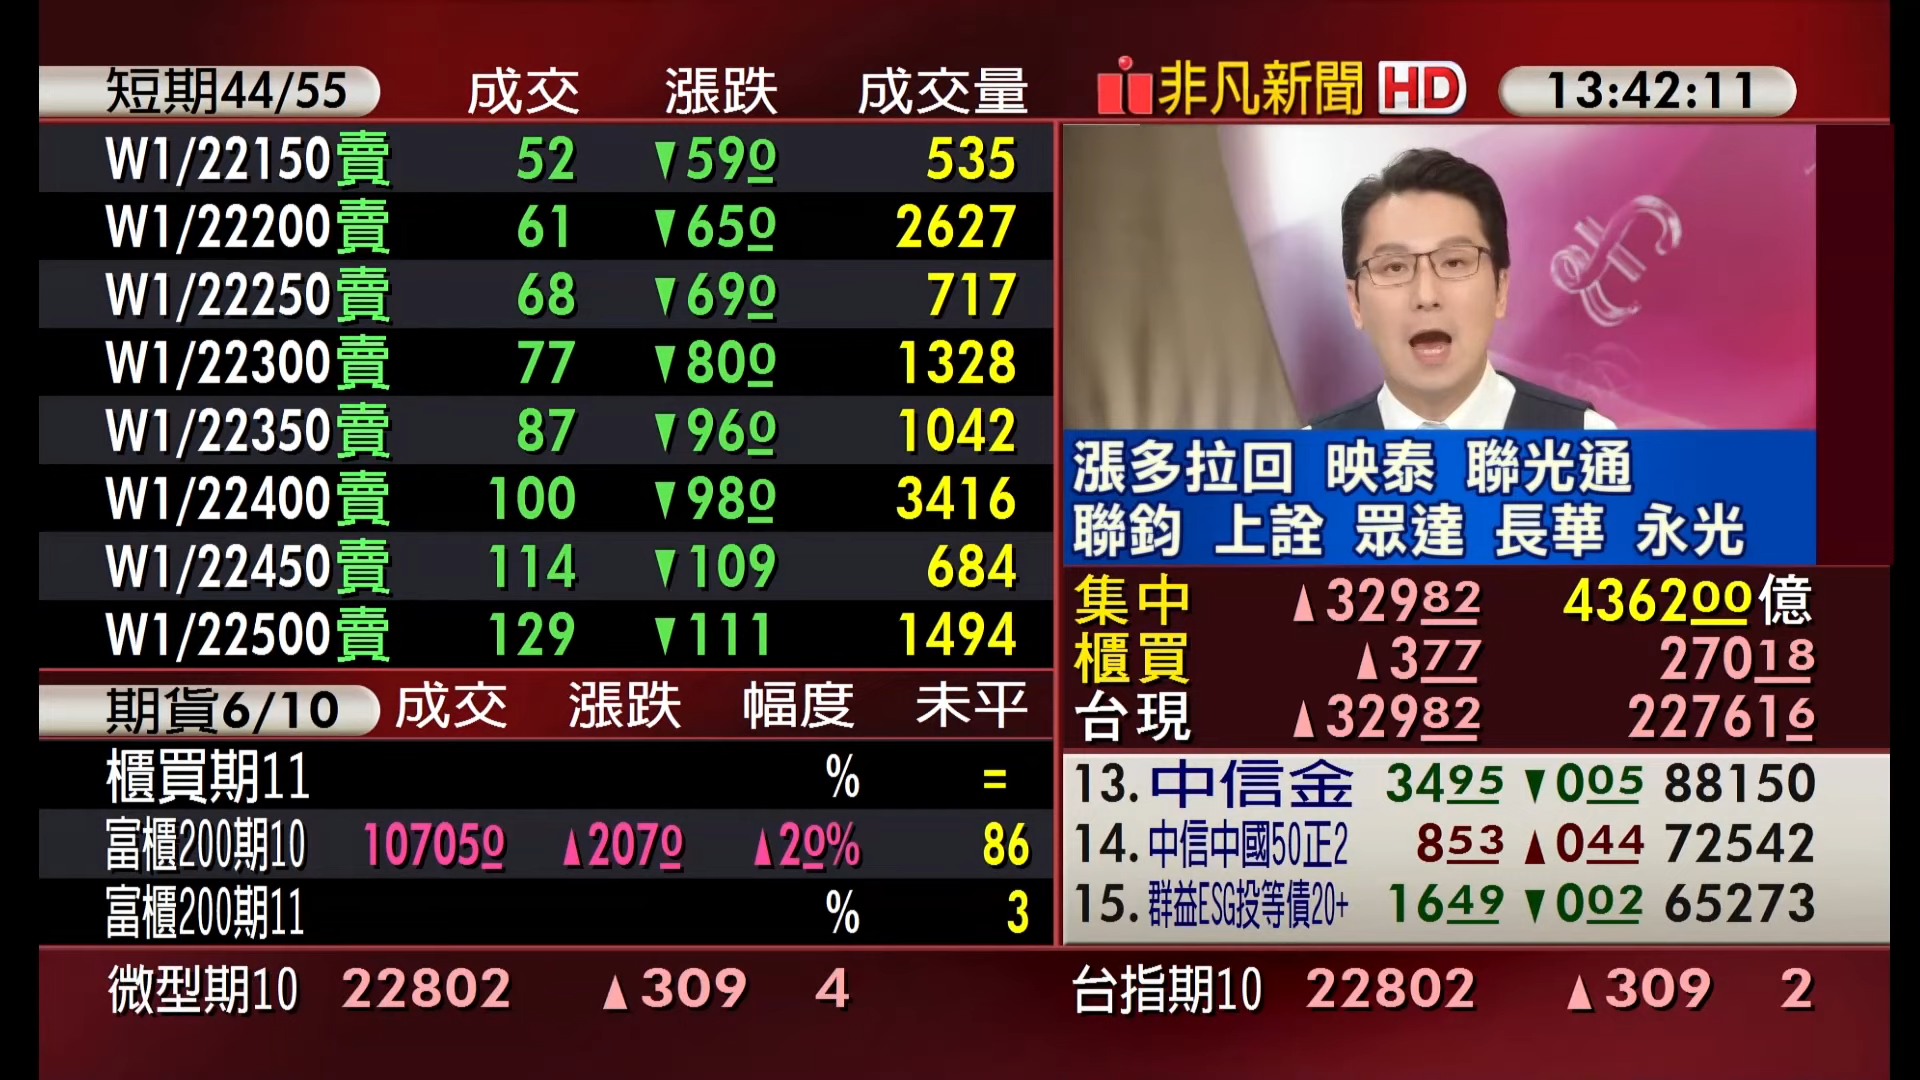 短期44/55 成交 漲跌 成交量
W1/22150賣 52 ▼590 535
W1/22200賣 61 ▼650 2627
W1/22250賣 68 ▼690 717
W1/22300賣 77 ▼800 1328
W1/22350賣 87 ▼960 1042
W1/22400賣 100 ▼980 3416
W1/22450賣 114 ▼109 684
W1/22500賣 129 ▼111 1494
期貨6/10 成交 漲跌 幅度 未平
櫃買期11 % =
富櫃200期10 107050 ▲2070 ▲20% 86
富櫃200期11 % 3
微型期10 22802 ▲309 4
非凡新聞 HD 13:42:11
漲多拉回 映泰 聯光通
聯鈞 上詮 眾達 長華 永光
集中 ▲32982 436200億
櫃買 ▲377 27018
台現 ▲32982 227616
13. 中信金 3495 ▼005 88150
14. 中信中國50正2 853 ▲044 72542
15. 群益ESG投等債20+ 1649 ▼002 65273
台指期10 22802 ▲309 2